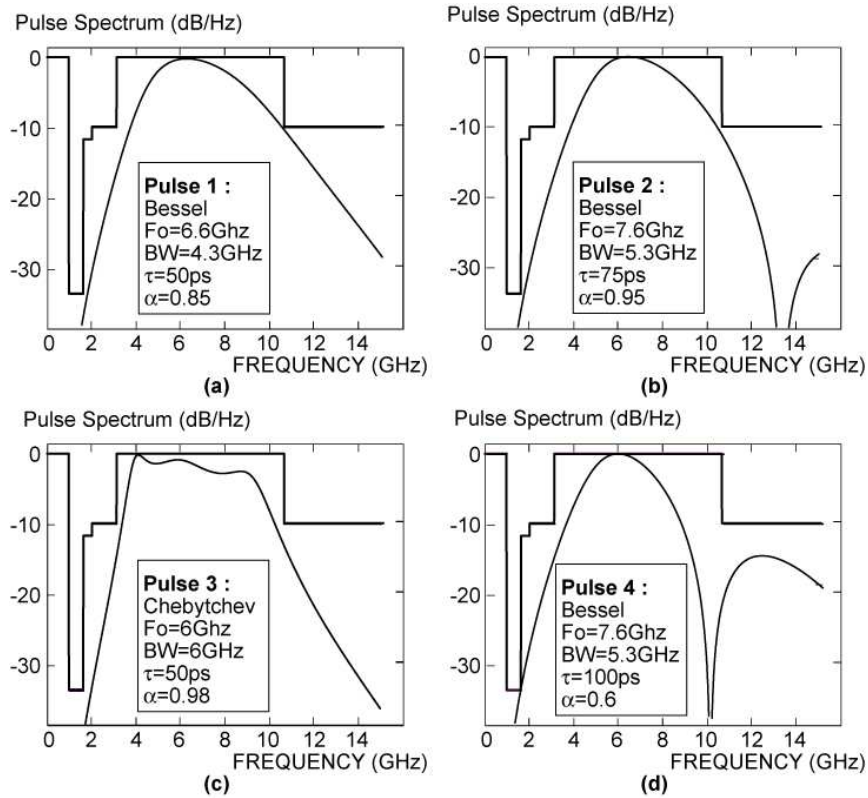 Pulse Spectrum (dB/Hz)
0
-10
-20
-30
Pulse 1 :
Bessel
Fo=6.6Ghz
BW=4.3GHz
τ=50ps
α=0.85
0 2 4 6 8 10 12 14
FREQUENCY (GHz)
(a)
Pulse Spectrum (dB/Hz)
0
-10
-20
-30
Pulse 2 :
Bessel
Fo=7.6Ghz
BW=5.3GHz
τ=75ps
α=0.95
0 2 4 6 8 10 12 14
FREQUENCY (GHz)
(b)
Pulse Spectrum (dB/Hz)
0
-10
-20
-30
Pulse 3 :
Chebytchev
Fo=6Ghz
BW=6GHz
τ=50ps
α=0.98
0 2 4 6 8 10 12 14
FREQUENCY (GHz)
(c)
Pulse Spectrum (dB/Hz)
0
-10
-20
-30
Pulse 4 :
Bessel
Fo=7.6Ghz
BW=5.3GHz
τ=100ps
α=0.6
0 2 4 6 8 10 12 14
FREQUENCY (GHz)
(d)